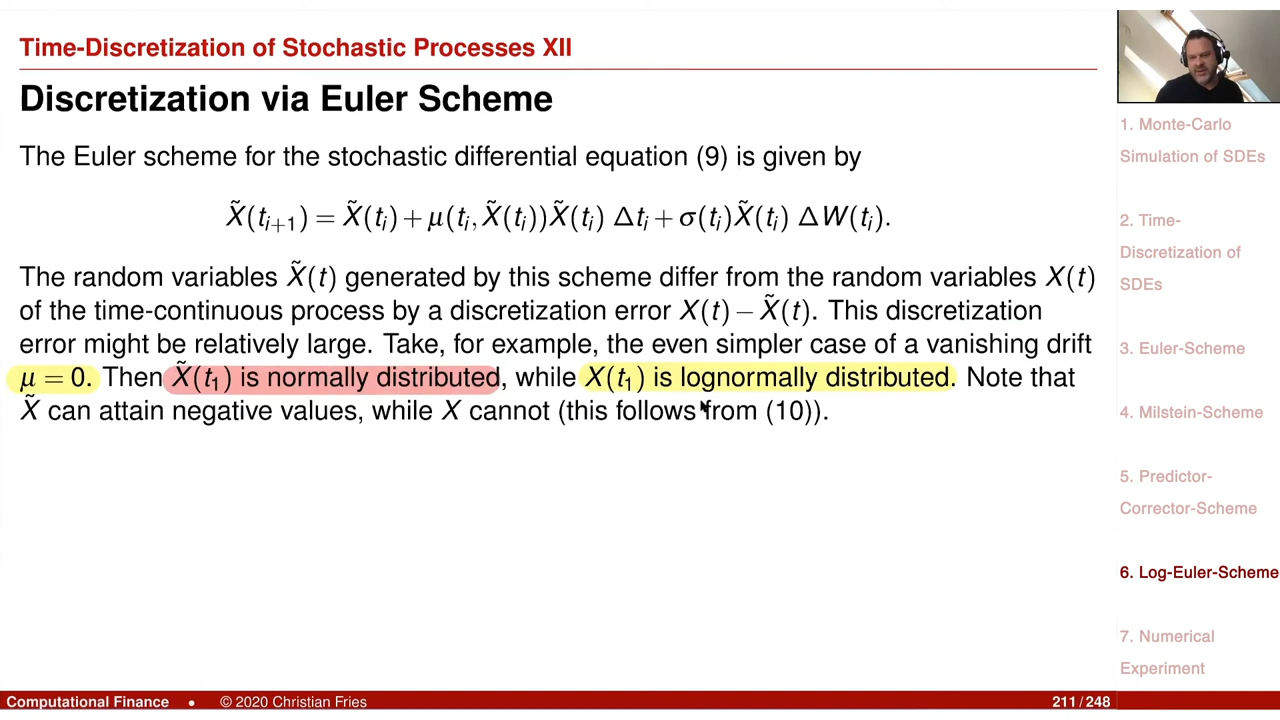 Time-Discretization of Stochastic Processes XII
Discretization via Euler Scheme
The Euler scheme for the stochastic differential equation (9) is given by
X̃(tᵢ₊₁) = X̃(tᵢ) + μ(tᵢ, X̃(tᵢ))X̃(tᵢ) Δtᵢ + σ(tᵢ)X̃(tᵢ) ΔW(tᵢ).
The random variables X̃(t) generated by this scheme differ from the random variables X(t)
of the time-continuous process by a discretization error X(t) − X̃(t). This discretization
error might be relatively large. Take, for example, the even simpler case of a vanishing drift
μ = 0. Then X̃(t₁) is normally distributed, while X(t₁) is lognormally distributed. Note that
X̃ can attain negative values, while X cannot (this follows from (10)).
1. Monte-Carlo
Simulation of SDEs
2. Time-
Discretization of
SDEs
3. Euler-Scheme
4. Milstein-Scheme
5. Predictor-
Corrector-Scheme
6. Log-Euler-Scheme
7. Numerical
Experiment
Computational Finance • © 2020 Christian Fries 211 / 248